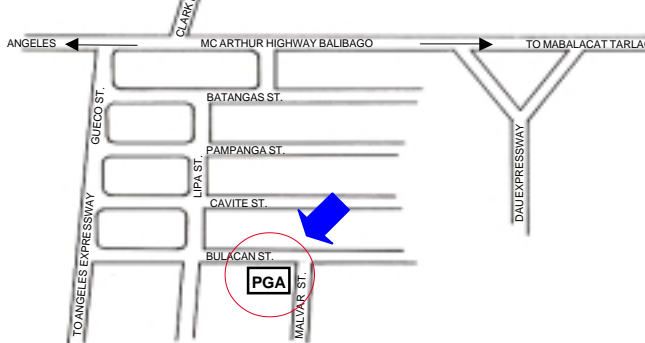 CLARK
ANGELES
MC ARTHUR HIGHWAY BALIBAGO
TO MABALACAT TARLAC
GUECO ST.
BATANGAS ST.
PAMPANGA ST.
LIPA ST.
CAVITE ST.
DAU EXPRESSWAY
TO ANGELES EXPRESSWAY
BULACAN ST.
PGA
MALVAR ST.